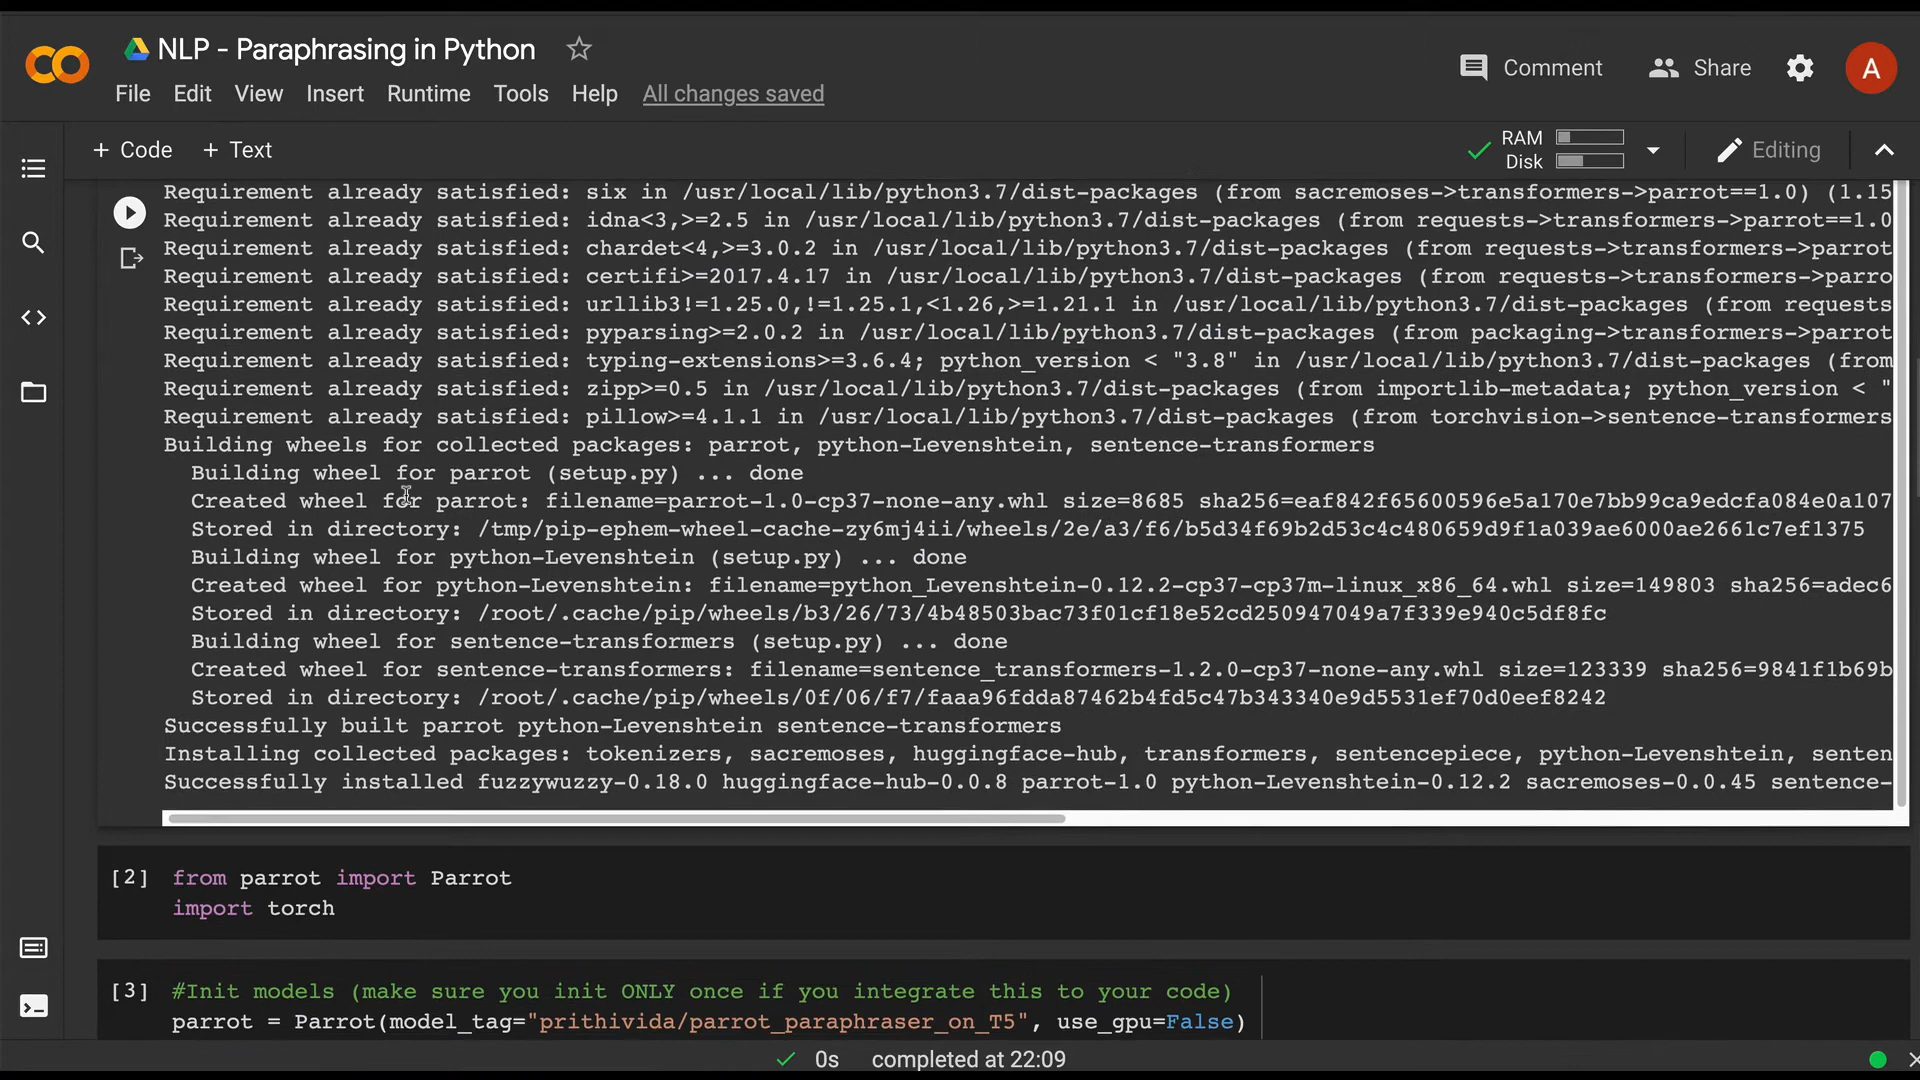 NLP - Paraphrasing in Python
Comment
Share
A
File Edit View Insert Runtime Tools Help All changes saved
+ Code + Text
RAM
Disk
Editing
Requirement already satisfied: six in /usr/local/lib/python3.7/dist-packages (from sacremoses->transformers->parrot==1.0) (1.15
Requirement already satisfied: idna<3,>=2.5 in /usr/local/lib/python3.7/dist-packages (from requests->transformers->parrot==1.0
Requirement already satisfied: chardet<4,>=3.0.2 in /usr/local/lib/python3.7/dist-packages (from requests->transformers->parrot
Requirement already satisfied: certifi>=2017.4.17 in /usr/local/lib/python3.7/dist-packages (from requests->transformers->parro
Requirement already satisfied: urllib3!=1.25.0,!=1.25.1,<1.26,>=1.21.1 in /usr/local/lib/python3.7/dist-packages (from requests
Requirement already satisfied: pyparsing>=2.0.2 in /usr/local/lib/python3.7/dist-packages (from packaging->transformers->parrot
Requirement already satisfied: typing-extensions>=3.6.4; python_version < "3.8" in /usr/local/lib/python3.7/dist-packages (from
Requirement already satisfied: zipp>=0.5 in /usr/local/lib/python3.7/dist-packages (from importlib-metadata; python_version < "
Requirement already satisfied: pillow>=4.1.1 in /usr/local/lib/python3.7/dist-packages (from torchvision->sentence-transformers
Building wheels for collected packages: parrot, python-Levenshtein, sentence-transformers
Building wheel for parrot (setup.py) ... done
Created wheel for parrot: filename=parrot-1.0-cp37-none-any.whl size=8685 sha256=eaf842f65600596e5a170e7bb99ca9edcfa084e0a107
Stored in directory: /tmp/pip-ephem-wheel-cache-zy6mj4ii/wheels/2e/a3/f6/b5d34f69b2d53c4c480659d9f1a039ae6000ae2661c7ef1375
Building wheel for python-Levenshtein (setup.py) ... done
Created wheel for python-Levenshtein: filename=python_Levenshtein-0.12.2-cp37-cp37m-linux_x86_64.whl size=149803 sha256=adec6
Stored in directory: /root/.cache/pip/wheels/b3/26/73/4b48503bac73f01cf18e52cd250947049a7f339e940c5df8fc
Building wheel for sentence-transformers (setup.py) ... done
Created wheel for sentence-transformers: filename=sentence_transformers-1.2.0-cp37-none-any.whl size=123339 sha256=9841f1b69b
Stored in directory: /root/.cache/pip/wheels/0f/06/f7/faaa96fdda87462b4fd5c47b343340e9d5531ef70d0eef8242
Successfully built parrot python-Levenshtein sentence-transformers
Installing collected packages: tokenizers, sacremoses, huggingface-hub, transformers, sentencepiece, python-Levenshtein, senten
Successfully installed fuzzywuzzy-0.18.0 huggingface-hub-0.0.8 parrot-1.0 python-Levenshtein-0.12.2 sacremoses-0.0.45 sentence-
[2] from parrot import Parrot
import torch
[3] #Init models (make sure you init ONLY once if you integrate this to your code)
parrot = Parrot(model_tag="prithivida/parrot_paraphraser_on_T5", use_gpu=False)
0s completed at 22:09